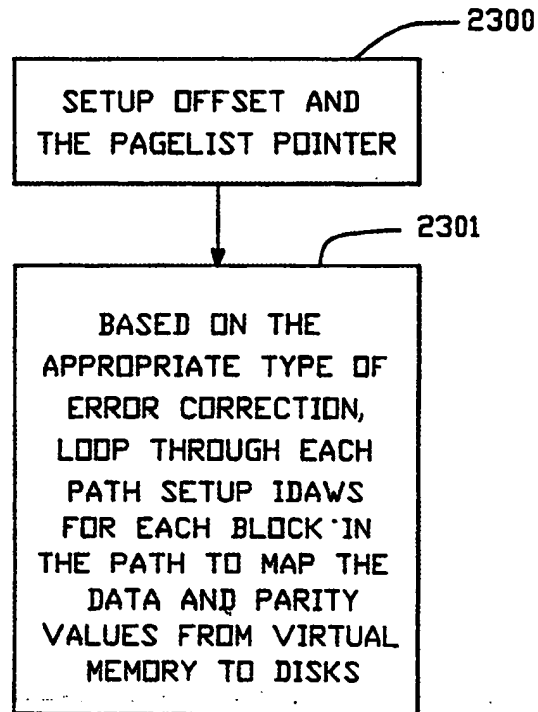 2300
SETUP OFFSET AND
THE PAGELIST POINTER
2301
BASED ON THE
APPROPRIATE TYPE OF
ERROR CORRECTION,
LOOP THROUGH EACH
PATH SETUP IDAWS
FOR EACH BLOCK IN
THE PATH TO MAP THE
DATA AND PARITY
VALUES FROM VIRTUAL
MEMORY TO DISKS